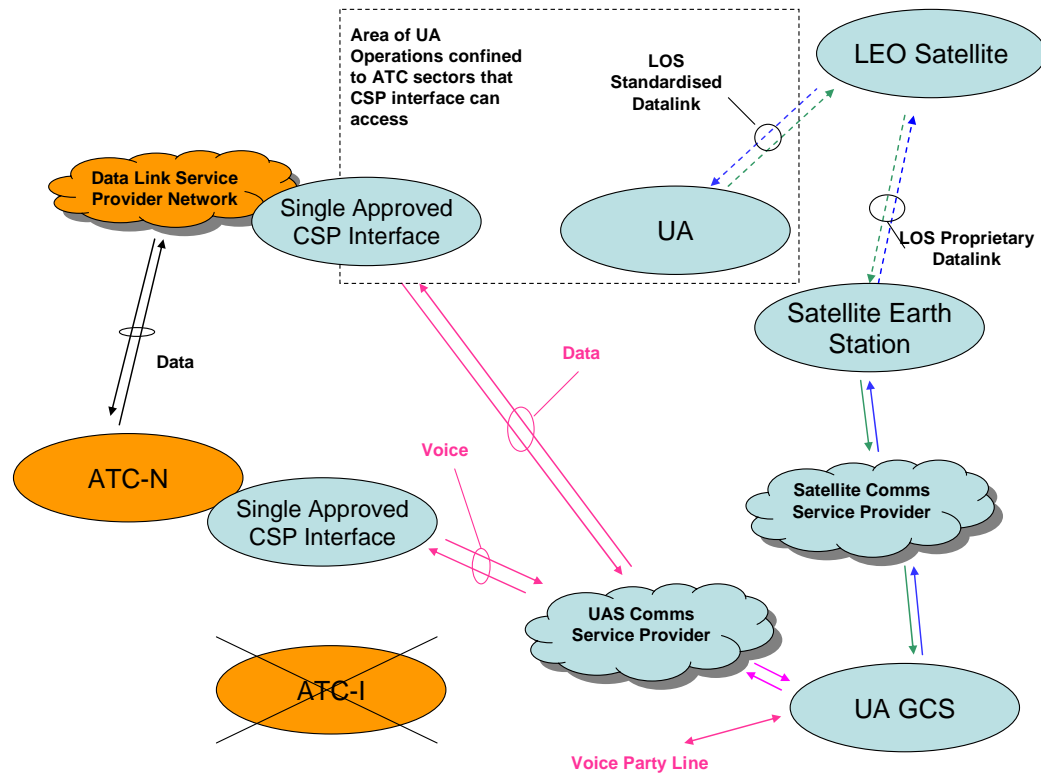 Area of UA
Operations confined
to ATC sectors that
CSP interface can
access
LOS
Standardised
Datalink
LEO Satellite
Data Link Service
Provider Network
Single Approved
CSP Interface
UA
LOS Proprietary
Datalink
Satellite Earth
Station
Data
Data
Voice
ATC-N
Single Approved
CSP Interface
Satellite Comms
Service Provider
UAS Comms
Service Provider
ATC-I
UA GCS
Voice Party Line